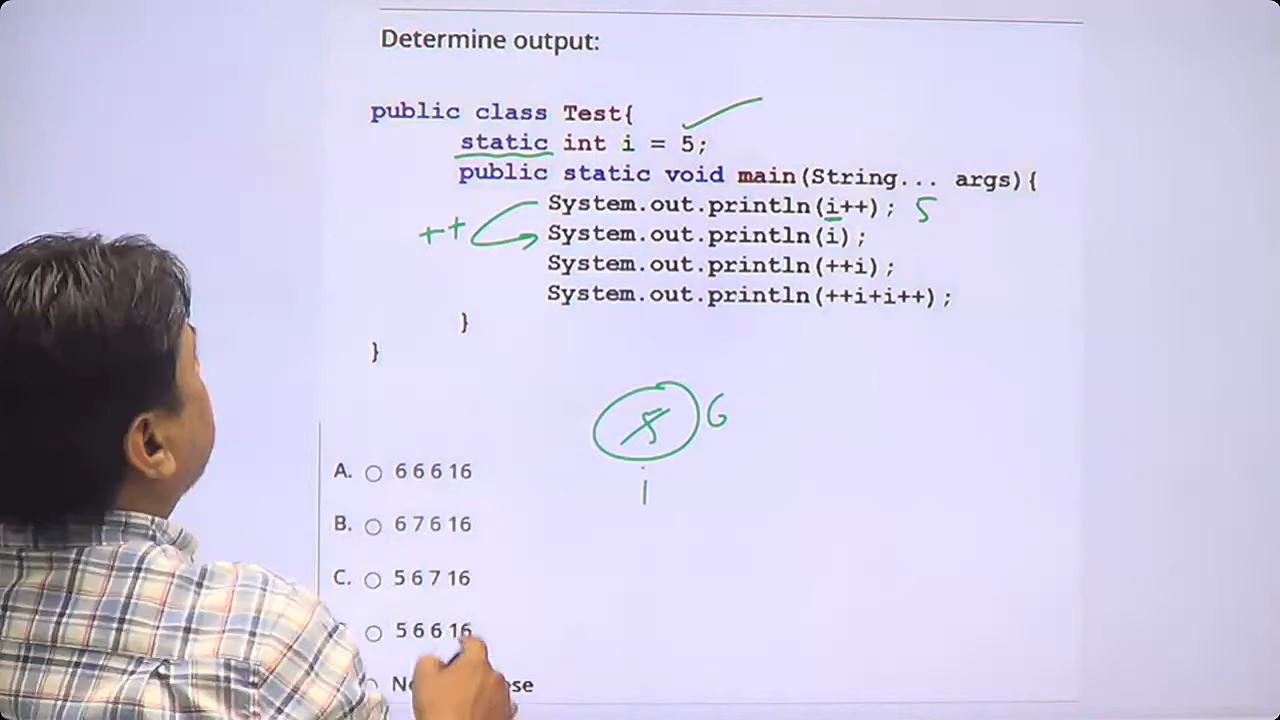 Determine output:
public class Test{
static int i = 5;
public static void main(String... args){
System.out.println(i++); 5
++ System.out.println(i);
System.out.println(++i);
System.out.println(++i+i++);
}
}
5 6
i
A. 6 6 6 16
B. 6 7 6 16
C. 5 6 7 16
5 6 6 16